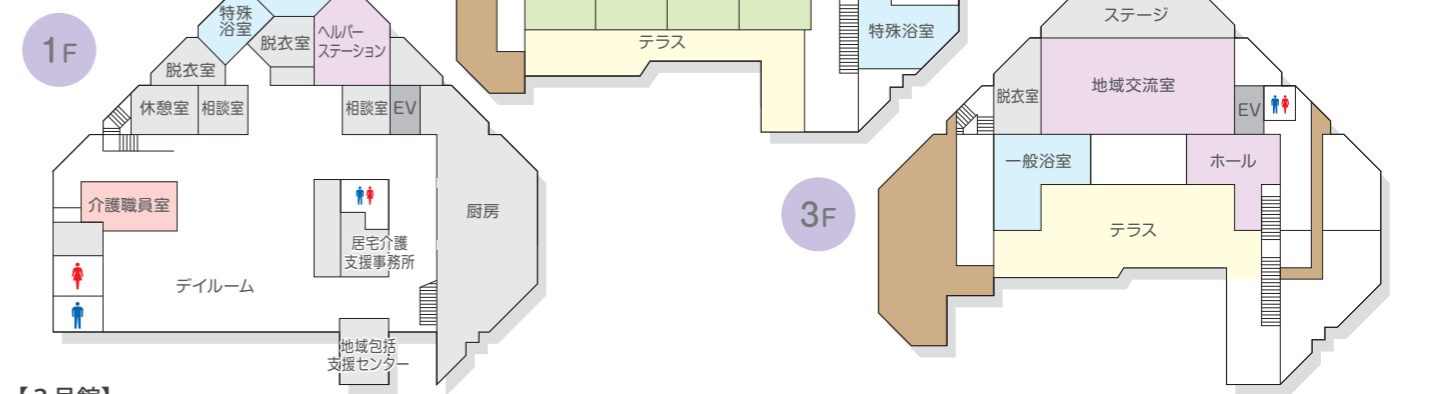 1F
特殊
浴室
脱衣室
ヘルパー
ステーション
脱衣室
休憩室
相談室
相談室
EV
介護職員室
厨房
居宅介護
支援事務所
デイルーム
地域包括
支援センター
テラス
特殊浴室
3F
ステージ
地域交流室
脱衣室
EV
一般浴室
ホール
テラス